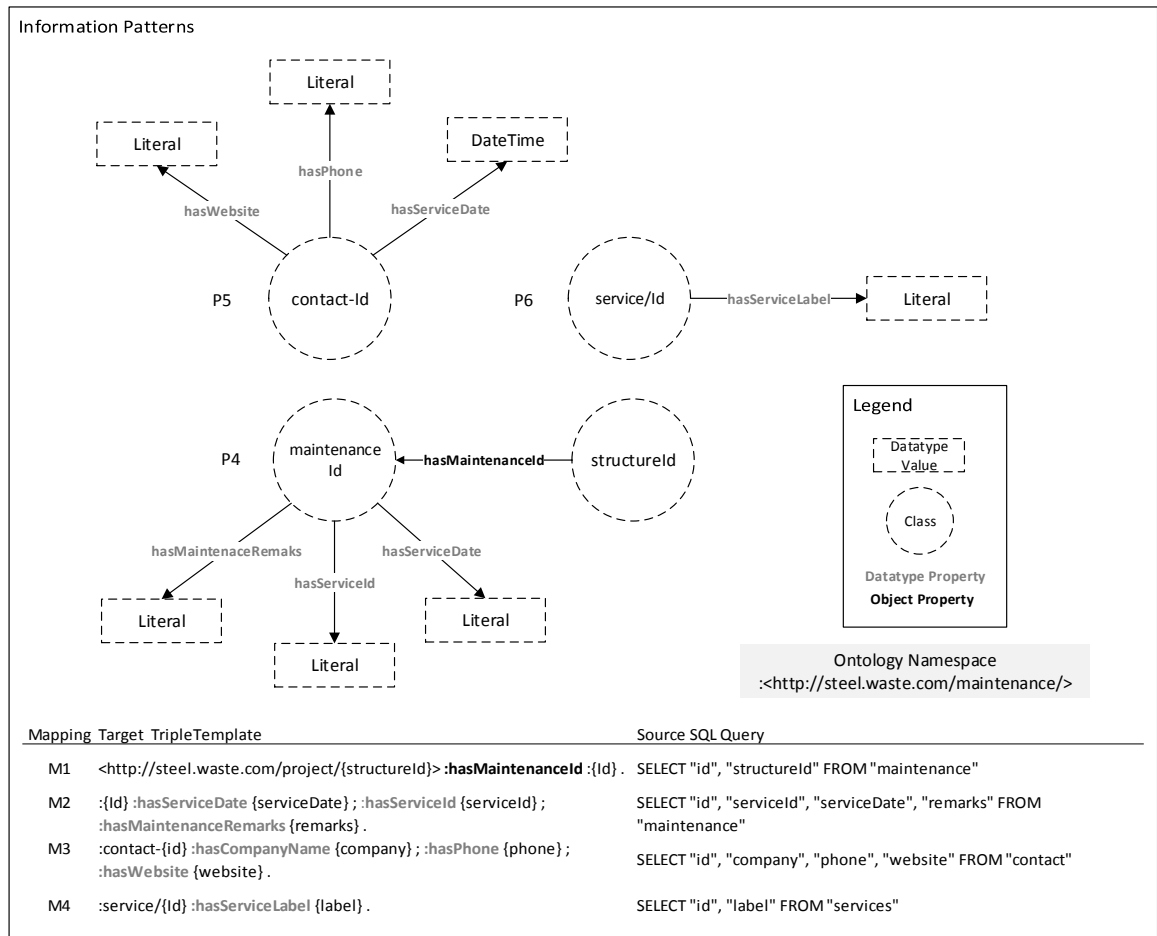 Information Patterns
Literal
Literal
DateTime
hasPhone
hasWebsite
hasServiceDate
P5
contact-Id
P6
service/Id
hasServiceLabel
Literal
P4
maintenance
Id
hasMaintenanceId
structureId
Legend
Datatype
Value
Class
Datatype Property
Object Property
hasMaintenaceRemaks
hasServiceDate
hasServiceId
Literal
Literal
Literal
Ontology Namespace
:<http://steel.waste.com/maintenance/>
Mapping Target TripleTemplate Source SQL Query
M1 <http://steel.waste.com/project/{structureId}> :hasMaintenanceId :{Id} . SELECT "id", "structureId" FROM "maintenance"
M2 :{Id} :hasServiceDate {serviceDate} ; :hasServiceId {serviceId} ; SELECT "id", "serviceId", "serviceDate", "remarks" FROM
:hasMaintenanceRemarks {remarks} . "maintenance"
M3 :contact-{id} :hasCompanyName {company} ; :hasPhone {phone} ;
:hasWebsite {website} . SELECT "id", "company", "phone", "website" FROM "contact"
M4 :service/{Id} :hasServiceLabel {label} . SELECT "id", "label" FROM "services"